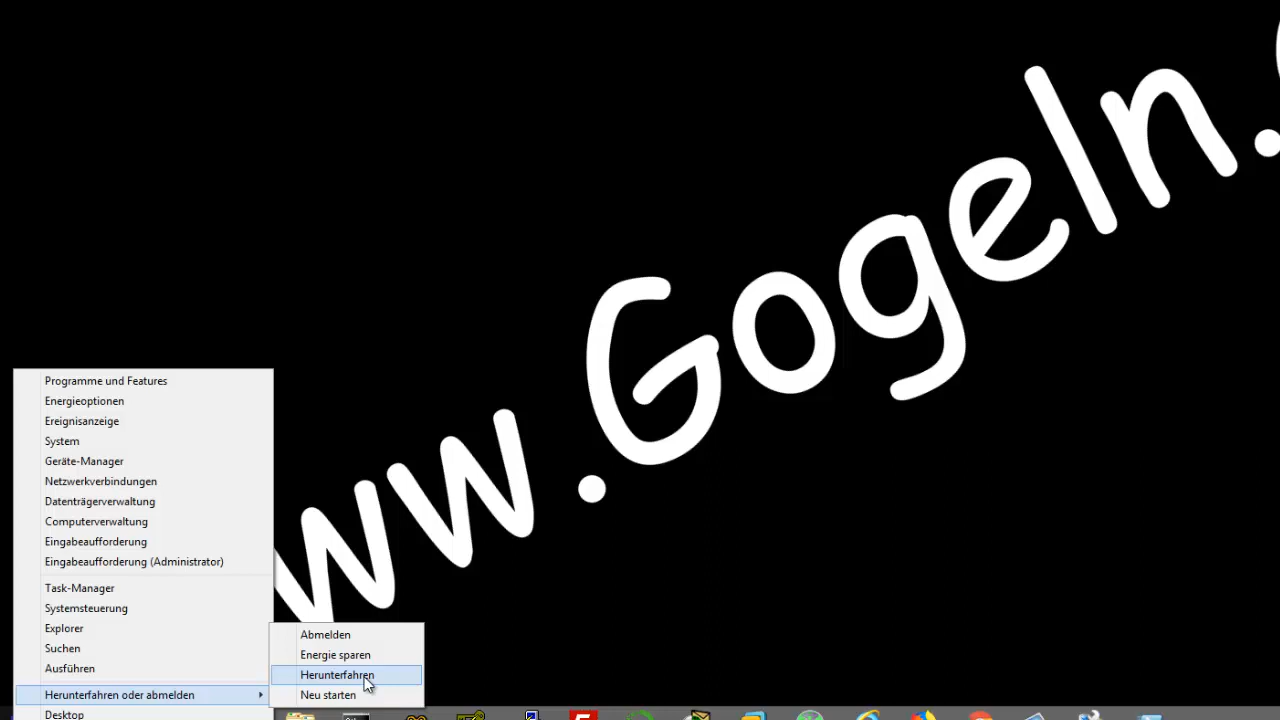 ww.Gogeln.
Programme und Features
Energieoptionen
Ereignisanzeige
System
Geräte-Manager
Netzwerkverbindungen
Datenträgerverwaltung
Computerverwaltung
Eingabeaufforderung
Eingabeaufforderung (Administrator)
Task-Manager
Systemsteuerung
Explorer
Suchen
Ausführen
Herunterfahren oder abmelden
Desktop
Abmelden
Energie sparen
Herunterfahren
Neu starten